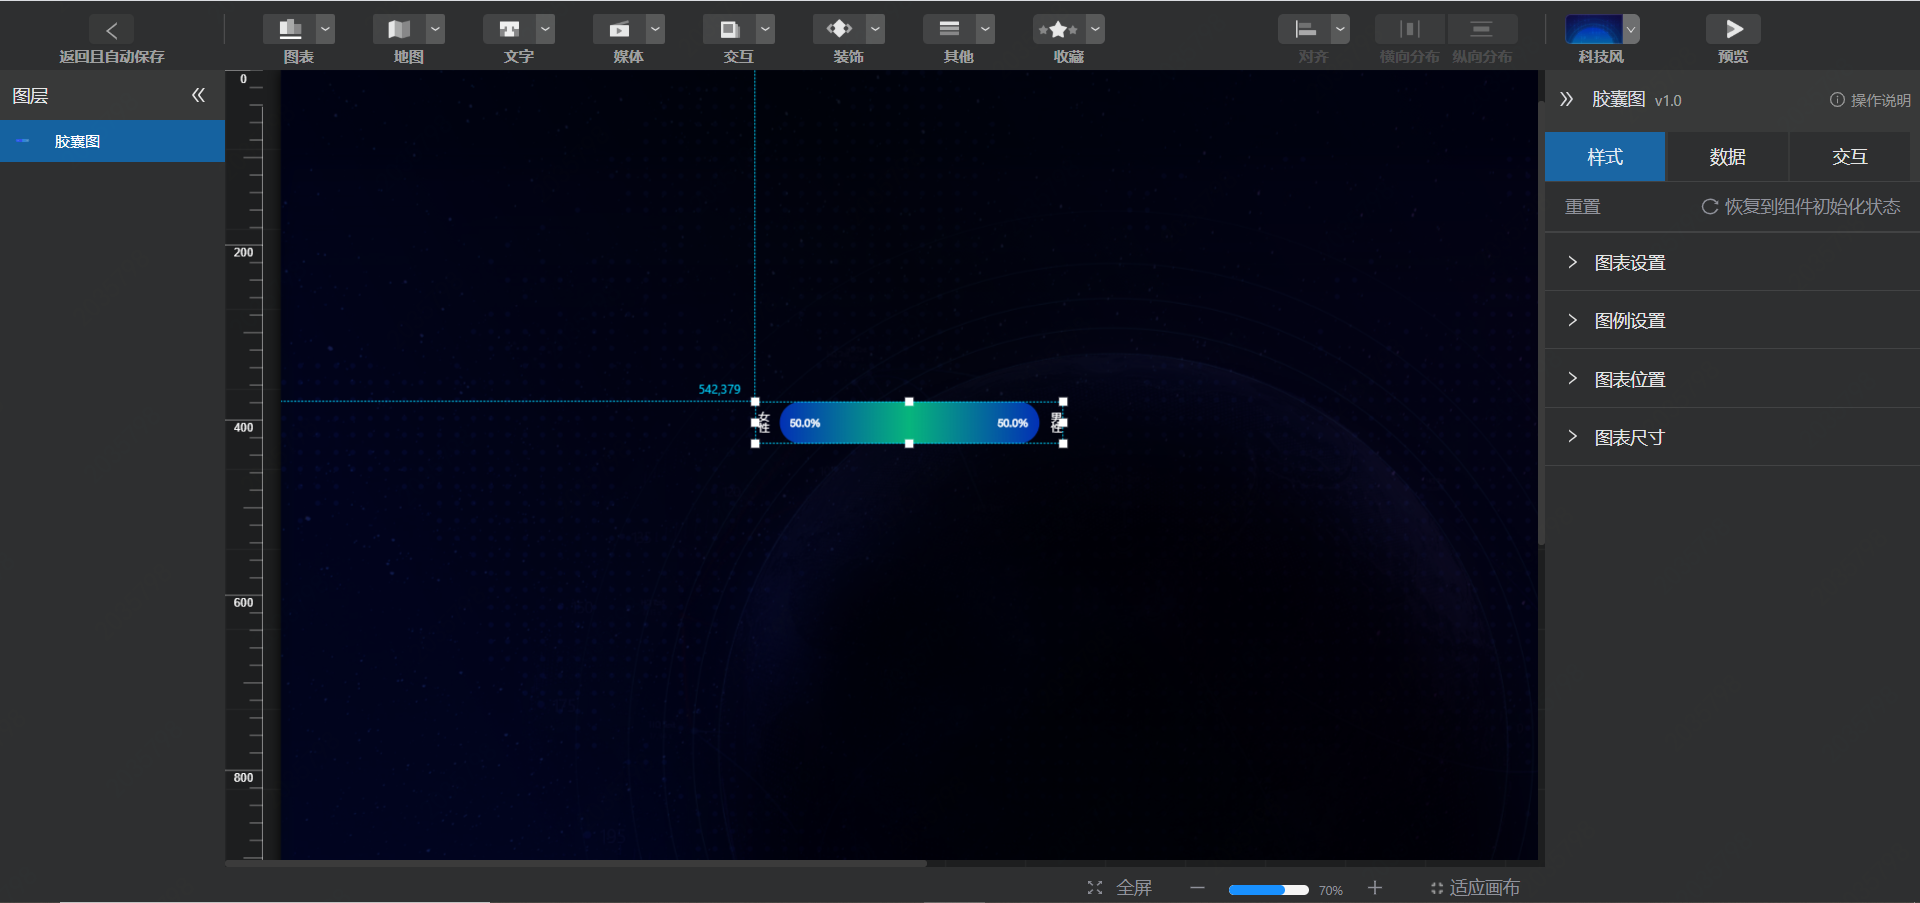 返回且自动保存
图表
地图
文字
媒体
交互
装饰
其他
收藏
对齐
横向分布
纵向分布
科技风
预览
图层
胶囊图
0
200
400
600
800
542,379
女性
50.0%
50.0%
男性
胶囊图 v1.0
操作说明
样式
数据
交互
重置
恢复到组件初始化状态
图表设置
图例设置
图表位置
图表尺寸
全屏
70%
适应画布